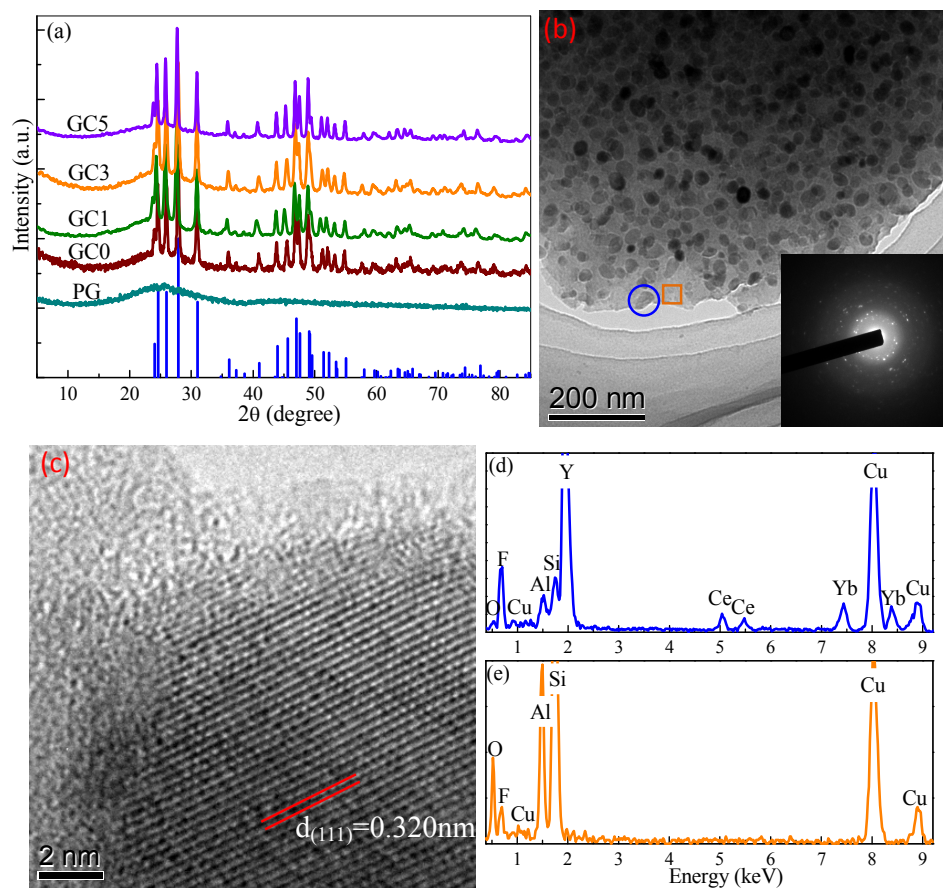 (a)
GC5
GC3
GC1
GC0
PG
Intensity (a.u.)
10 20 30 40 50 60 70 80
2θ (degree)
(b)
200 nm
(c)
d(111)=0.320nm
2 nm
(d)
Y
Cu
F
Si
Al
O
Cu
Ce
Ce
Yb
Yb
Cu
1 2 3 4 5 6 7 8 9
(e)
Si
Cu
Al
O
F
Cu
Cu
1 2 3 4 5 6 7 8 9
Energy (keV)